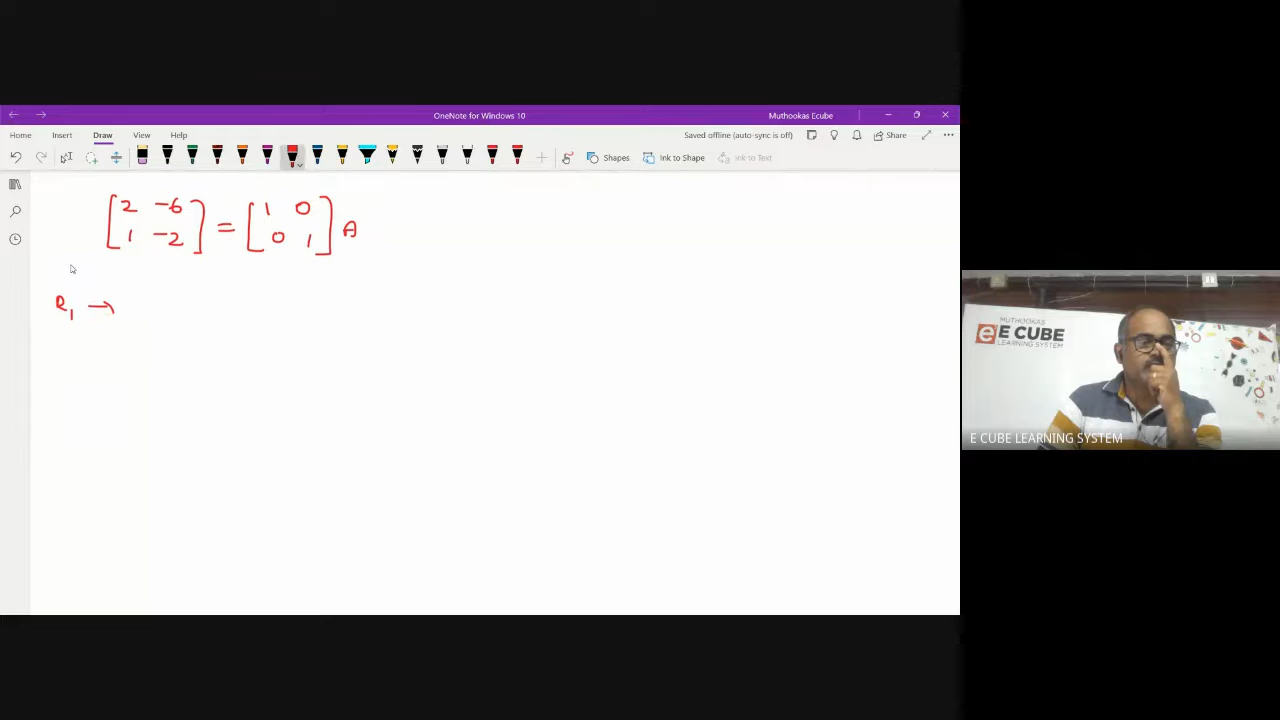 OneNote for Windows 10
Muthookas Ecube
Home Insert Draw View Help
Saved offline (auto-sync is off) Share
Shapes Ink to Shape Ink to Text
[2 -6 = [1 0
1 -2] 0 1] A
R1 →
MUTHOOKAS
e E CUBE
LEARNING SYSTEM
E CUBE LEARNING SYSTEM